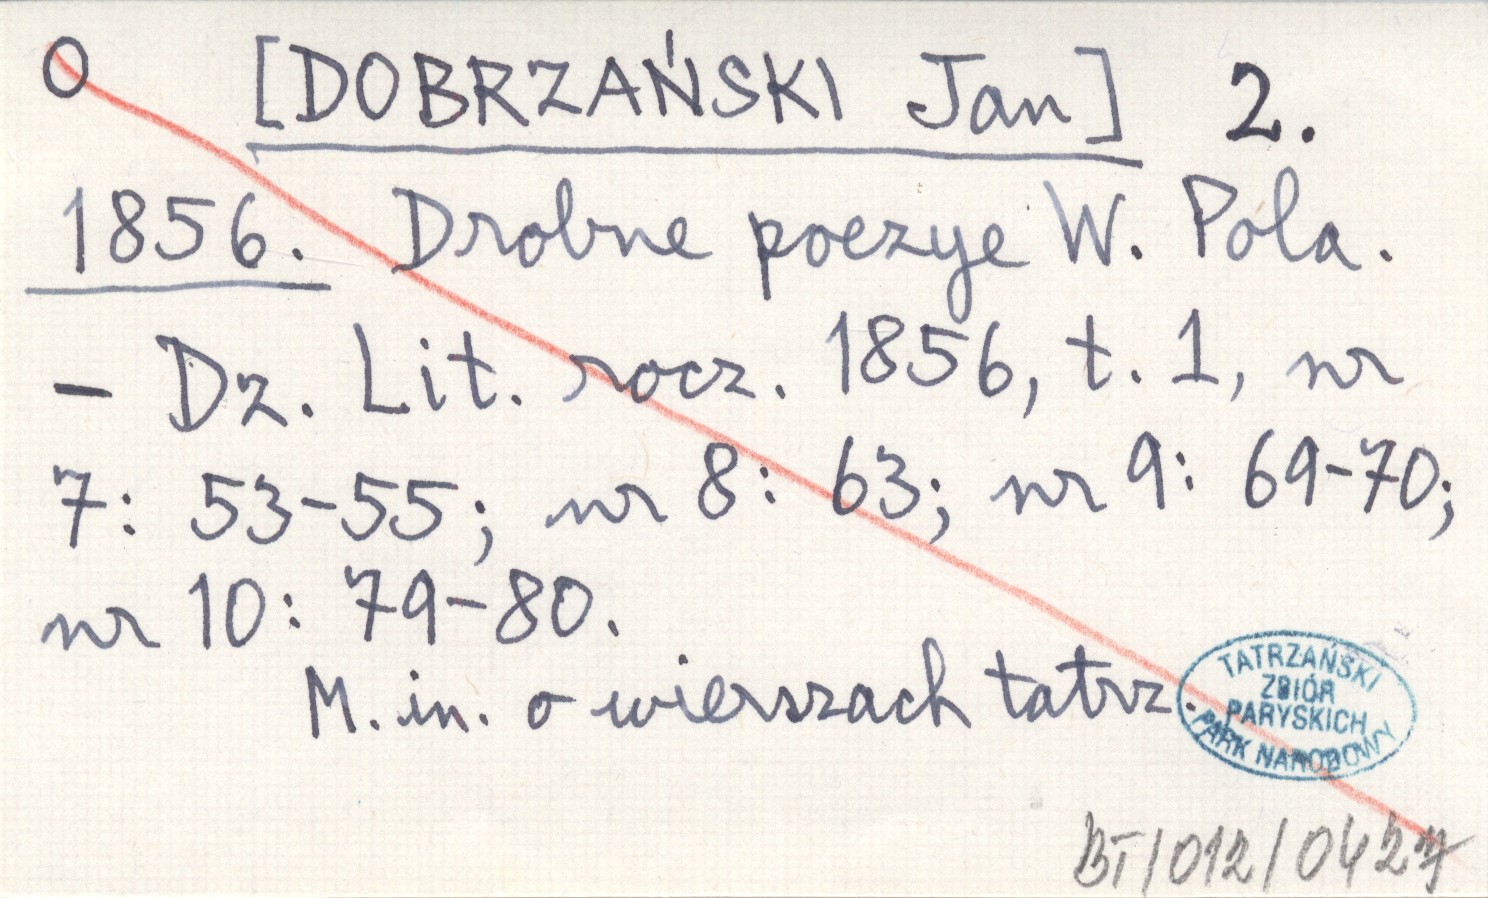 O [DOBRZAŃSKI Jan] 2.
1856. Drobne poezye W. Pola.
– Dz. Lit. rocz. 1856, t. 1, nr
7: 53–55; nr 8: 63; nr 9: 69–70;
nr 10: 79–80.
M. in. o wierszach tatrz.
TATRZAŃSKI
ZBIÓR
PARYSKICH
PARK NARODOWY
BT/012/0427